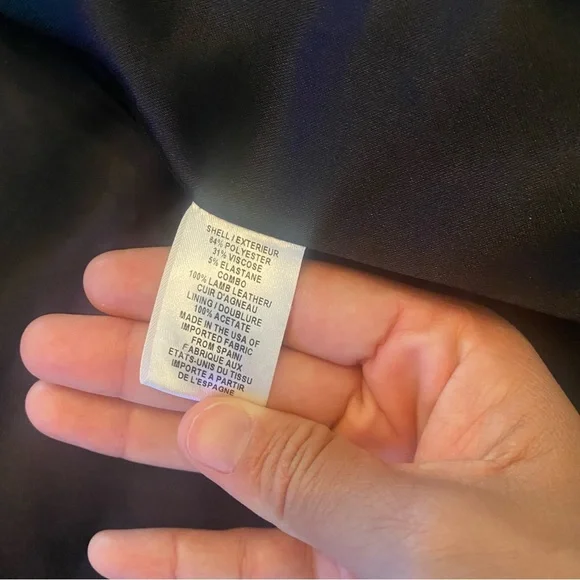 SHELL/EXTERIEUR
64% POLYESTER
31% VISCOSE
5% ELASTANE
COMBO
100% LAMB LEATHER/
CUIR D'AGNEAU
LINING/DOUBLURE
100% ACETATE
MADE IN THE USA OF
IMPORTED FABRIC
FROM SPAIN/
FABRIQUE AUX
ETATS-UNIS DU TISSU
IMPORTE A PARTIR
DE L'ESPAGNE